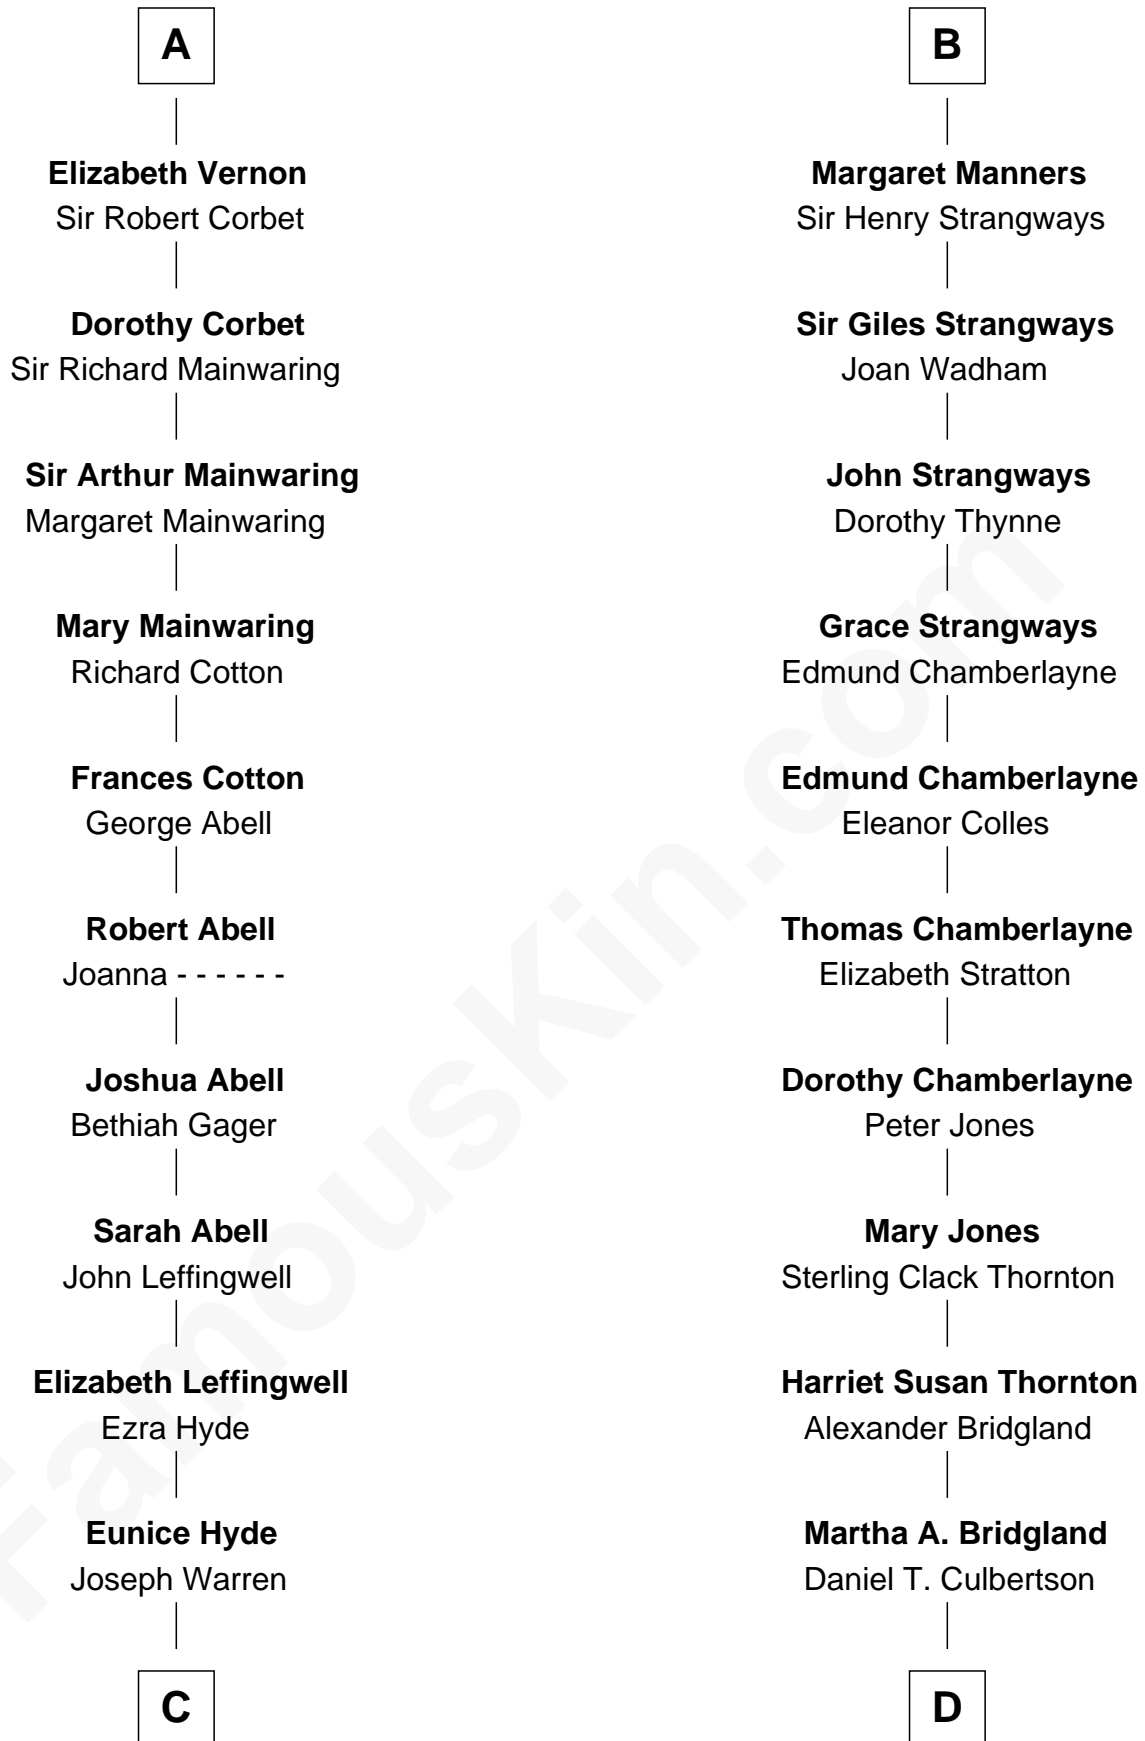 A
Elizabeth Vernon
Sir Robert Corbet
Dorothy Corbet
Sir Richard Mainwaring
Sir Arthur Mainwaring
Margaret Mainwaring
Mary Mainwaring
Richard Cotton
Frances Cotton
George Abell
Robert Abell
Joanna - - - - - -
Joshua Abell
Bethiah Gager
Sarah Abell
John Leffingwell
Elizabeth Leffingwell
Ezra Hyde
Eunice Hyde
Joseph Warren
C
B
Margaret Manners
Sir Henry Strangways
Sir Giles Strangways
Joan Wadham
John Strangways
Dorothy Thynne
Grace Strangways
Edmund Chamberlayne
Edmund Chamberlayne
Eleanor Colles
Thomas Chamberlayne
Elizabeth Stratton
Dorothy Chamberlayne
Peter Jones
Mary Jones
Sterling Clack Thornton
Harriet Susan Thornton
Alexander Bridgland
Martha A. Bridgland
Daniel T. Culbertson
D
FamousKin.com